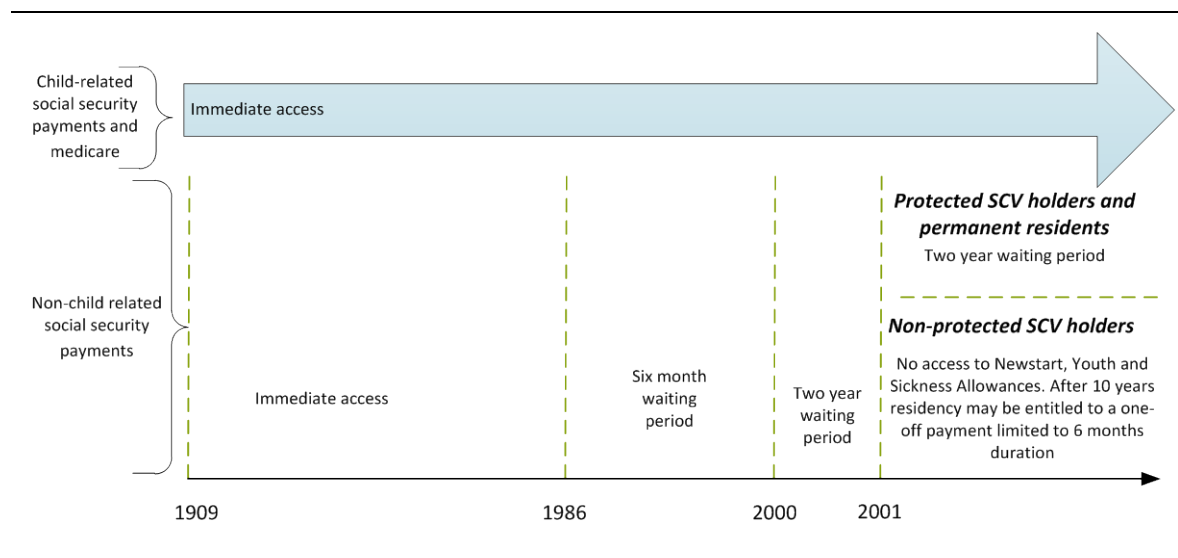 Child-related
social security
payments and
medicare
Immediate access
Non-child related
social security
payments
Immediate access
Six month
waiting
period
Two year
waiting
period
Protected SCV holders and
permanent residents
Two year waiting period
Non-protected SCV holders
No access to Newstart, Youth and
Sickness Allowances. After 10 years
residency may be entitled to a one-
off payment limited to 6 months
duration
1909
1986
2000
2001